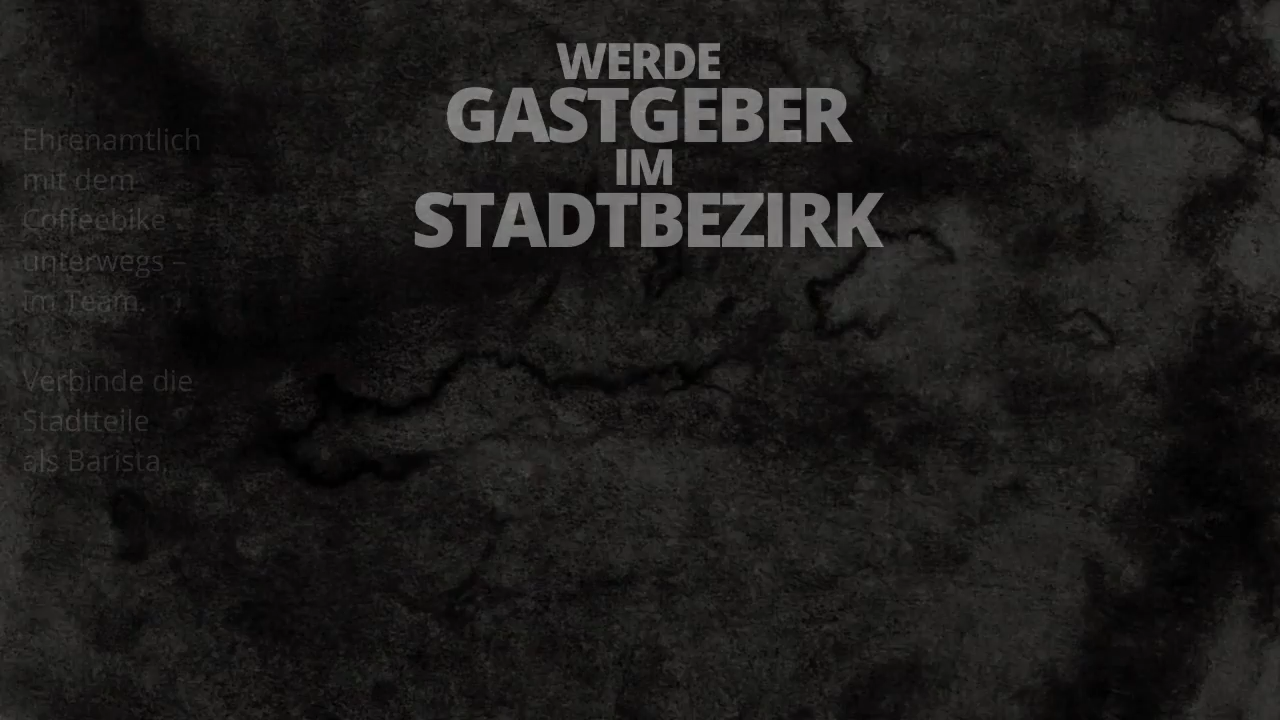 WERDE
GASTGEBER
IM
STADTBEZIRK
Ehrenamtlich
mit dem
Coffeebike
unterwegs –
im Team.
Verbinde die
Stadtteile
als Barista.